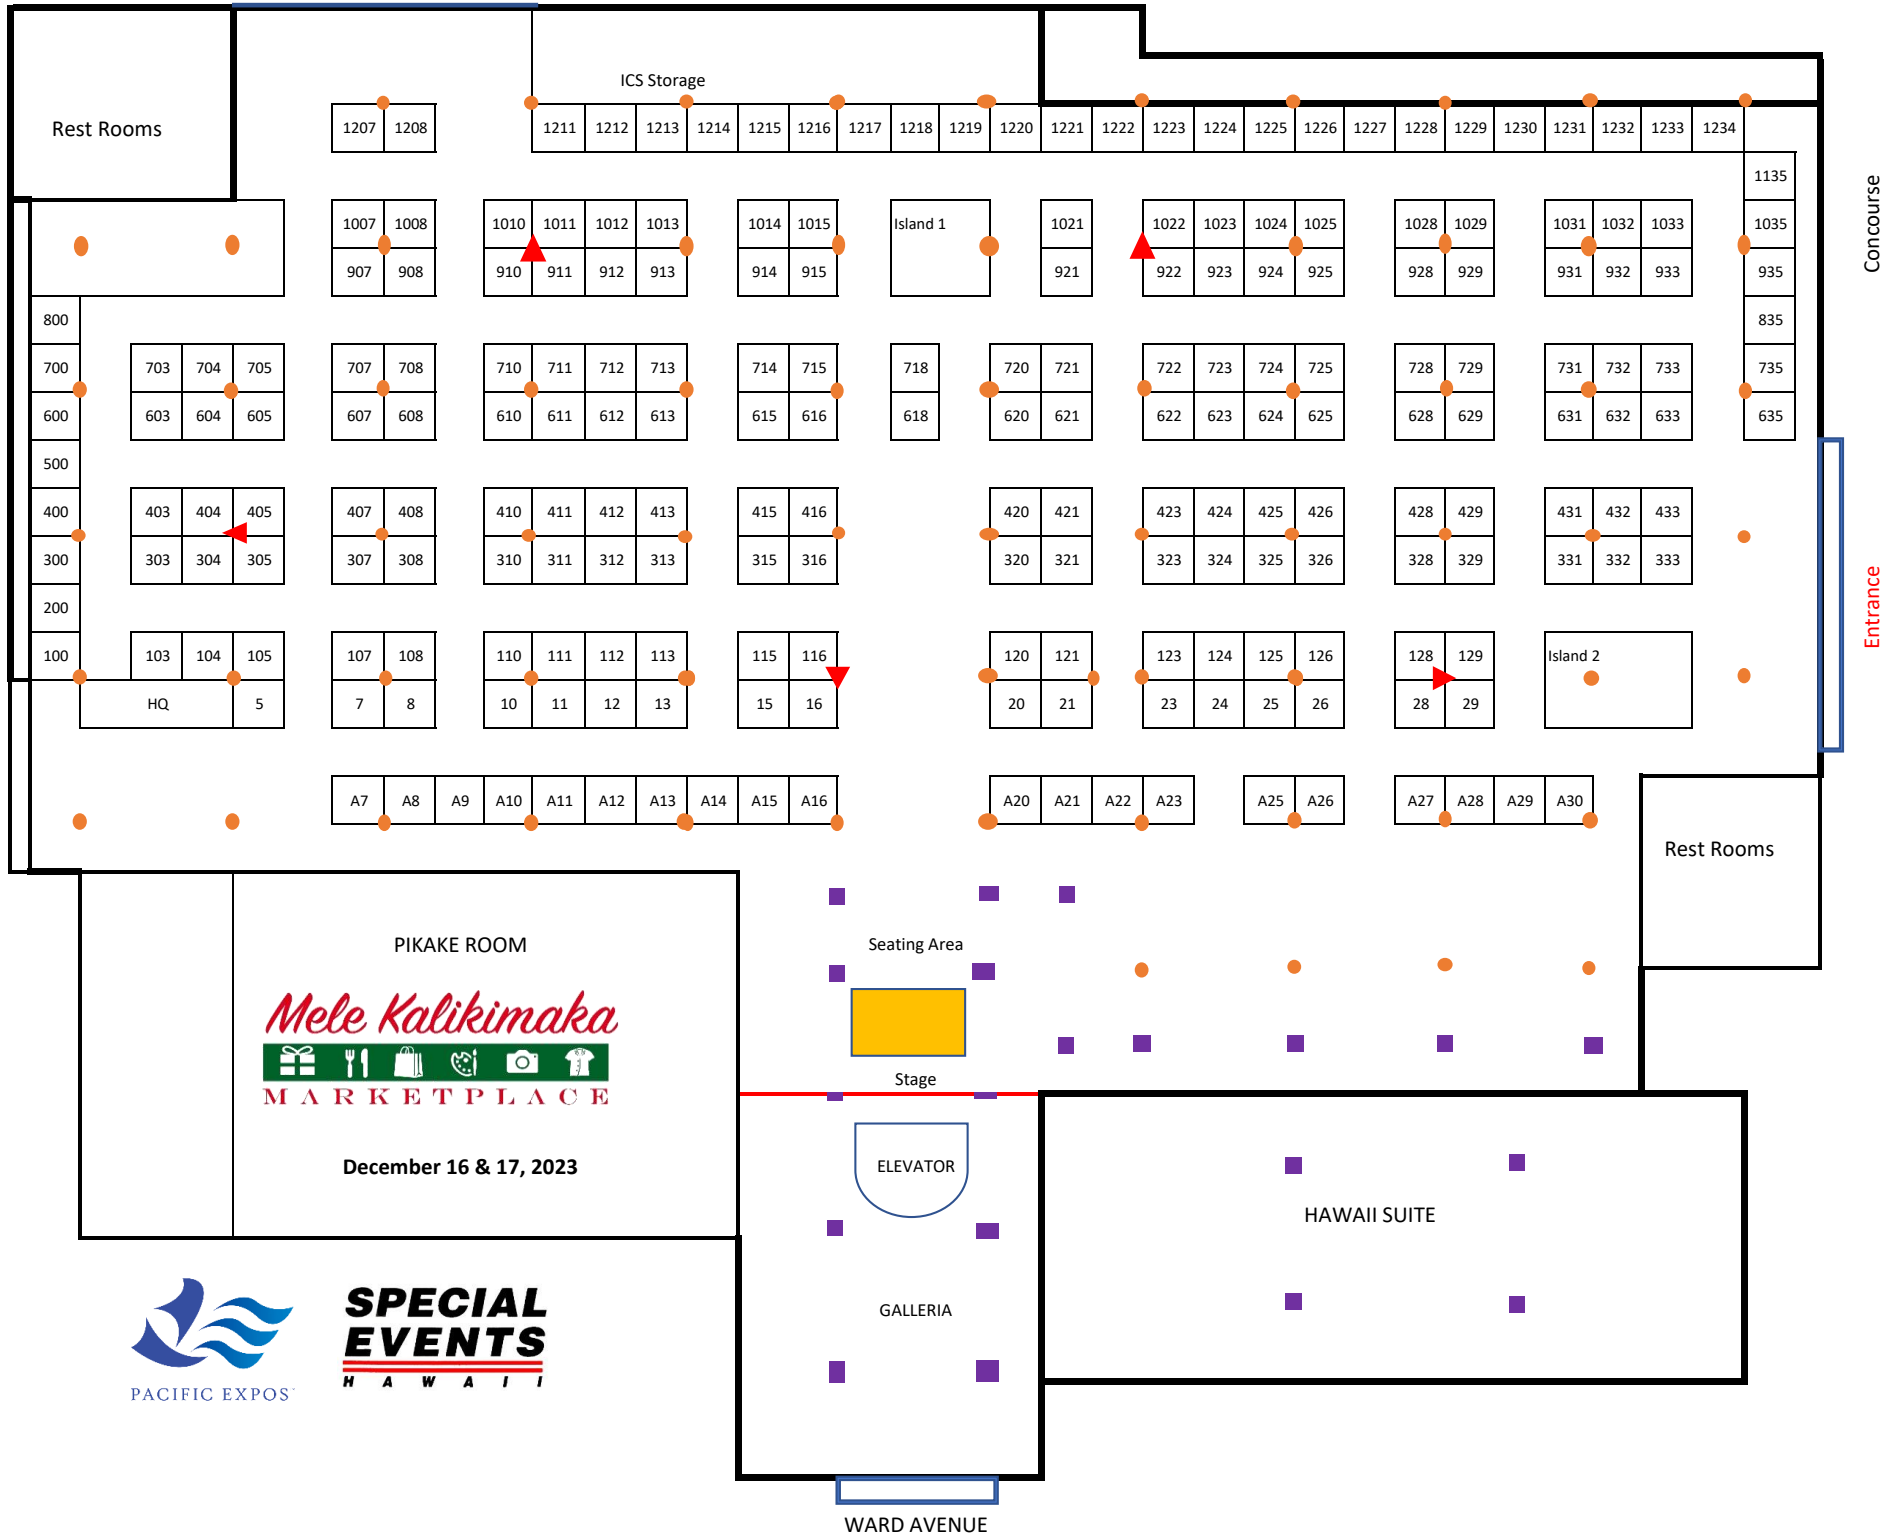 ICS Storage
Rest Rooms
1207 1208 1211 1212 1213 1214 1215 1216 1217 1218 1219 1220 1221 1222 1223 1224 1225 1226 1227 1228 1229 1230 1231 1232 1233 1234
1135
Concourse
1007 1008 1010 1011 1012 1013 1014 1015 Island 1 1021 1022 1023 1024 1025 1028 1029 1031 1032 1033 1035
907 908 910 911 912 913 914 915 921 922 923 924 925 928 929 931 932 933 935
800 835
700 703 704 705 707 708 710 711 712 713 714 715 718 720 721 722 723 724 725 728 729 731 732 733 735
600 603 604 605 607 608 610 611 612 613 615 616 618 620 621 622 623 624 625 628 629 631 632 633 635
500
400 403 404 405 407 408 410 411 412 413 415 416 420 421 423 424 425 426 428 429 431 432 433
300 303 304 305 307 308 310 311 312 313 315 316 320 321 323 324 325 326 328 329 331 332 333
Entrance
200
100 103 104 105 107 108 110 111 112 113 115 116 120 121 123 124 125 126 128 129 Island 2
HQ 5 7 8 10 11 12 13 15 16 20 21 23 24 25 26 28 29
A7 A8 A9 A10 A11 A12 A13 A14 A15 A16 A20 A21 A22 A23 A25 A26 A27 A28 A29 A30
Rest Rooms
PIKAKE ROOM
Seating Area
Mele Kalikimaka
MARKETPLACE
Stage
December 16 & 17, 2023
ELEVATOR
HAWAII SUITE
GALLERIA
SPECIAL
EVENTS
HAWAII
PACIFIC EXPOS
WARD AVENUE